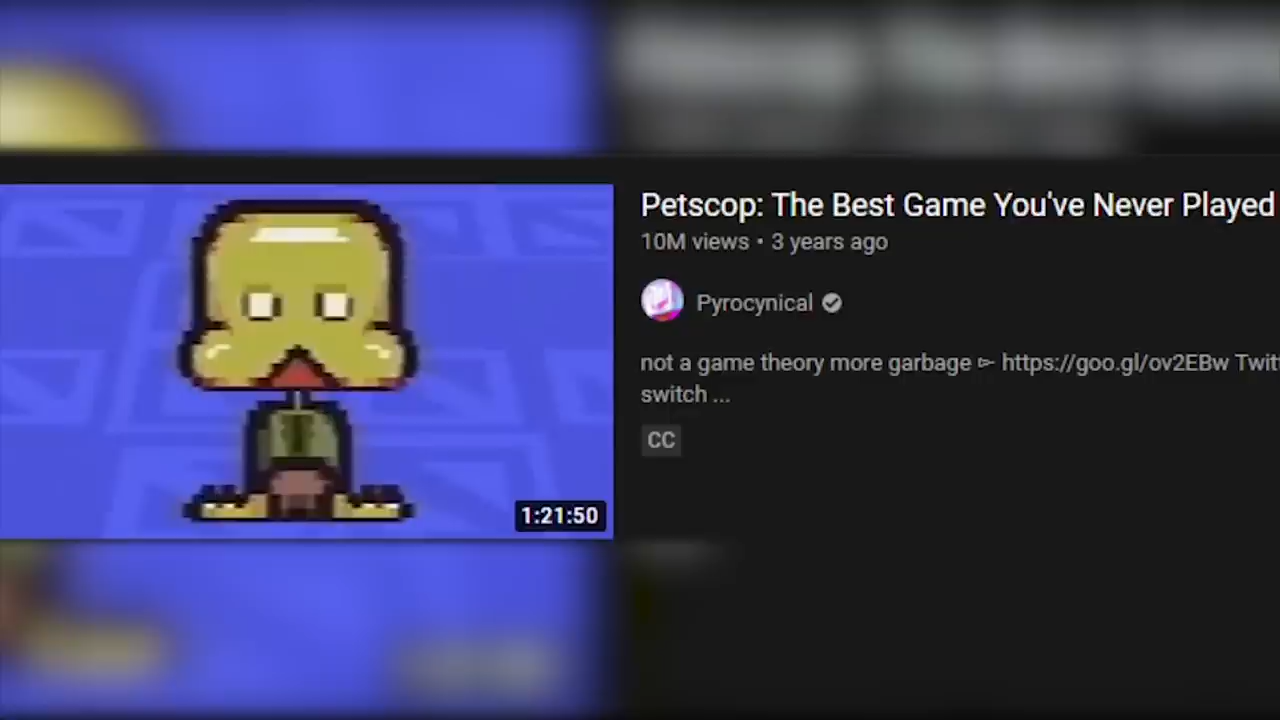 Petscop: The Best Game You've Never Played
10M views • 3 years ago
Pyrocynical
not a game theory more garbage ▻ https://goo.gl/ov2EBw Twit
switch ...
CC
1:21:50